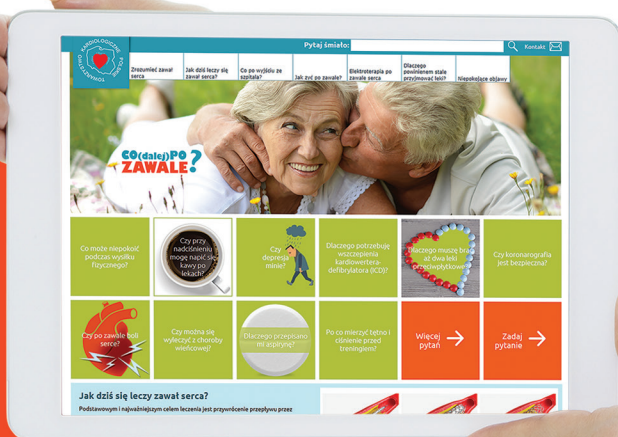 KARDIOLOGICZNE
POLSKIE TOWARZYSTWO
Pytaj śmiało:
Kontakt
Zrozumieć zawał
serca
Jak dziś leczy się
zawał serca?
Co po wyjściu ze
szpitala?
Jak żyć po zawale?
Elektroterapia po
zawale serca
Dlaczego
powinienem stale
przyjmować leki?
Niepokojące objawy
CO(dalej)PO
ZAWALE?
Co może niepokoić
podczas wysiłku
fizycznego?
Czy przy
nadciśnieniu
mogę napić się
kawy po
lekach?
Czy
depresja
minie?
Dlaczego potrzebuję
wszczepienia
kardiowertera-
defibrylatora (ICD)?
Dlaczego muszę brać
aż dwa leki
przeciwpłytkowe?
Czy koronarografia
jest bezpieczna?
Czy po zawale boli
serce?
Czy można się
wyleczyć z choroby
wieńcowej?
Dlaczego przepisano
mi aspirynę?
Po co mierzyć tętno i
ciśnienie przed
treningiem?
Więcej
pytań
Zadaj
pytanie
Jak dziś się leczy zawał serca?
Podstawowym i najważniejszym celem leczenia jest przywrócenie przepływu przez